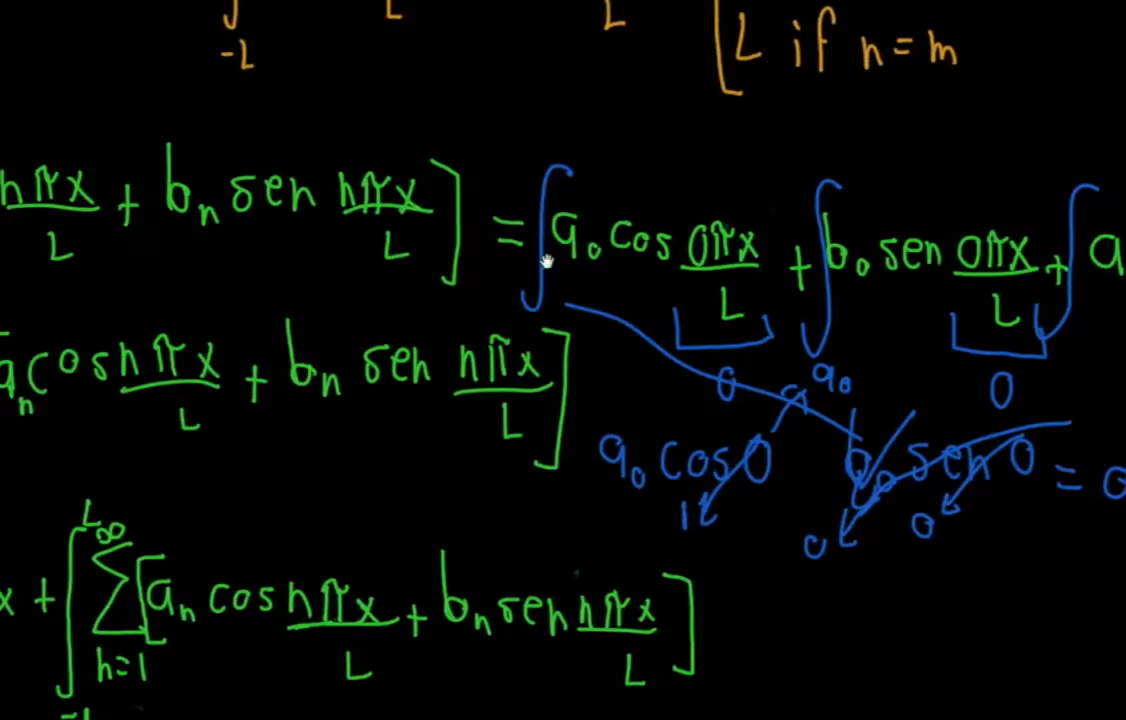 ∫ L L [L if n = m
-L
nπx/L + bn sen nπx/L ] = ∫ a0 cos 0πx/L + ∫ b0 sen 0πx/L + ∫ a
0 a0 0
an cos nπx/L + bn sen nπx/L ]
a0 cos 0 b0 sen 0 = 0
1 0 0
x + ∫ L -L ∞ Σ n=1 [ an cos nπx/L + bn sen nπx/L ]